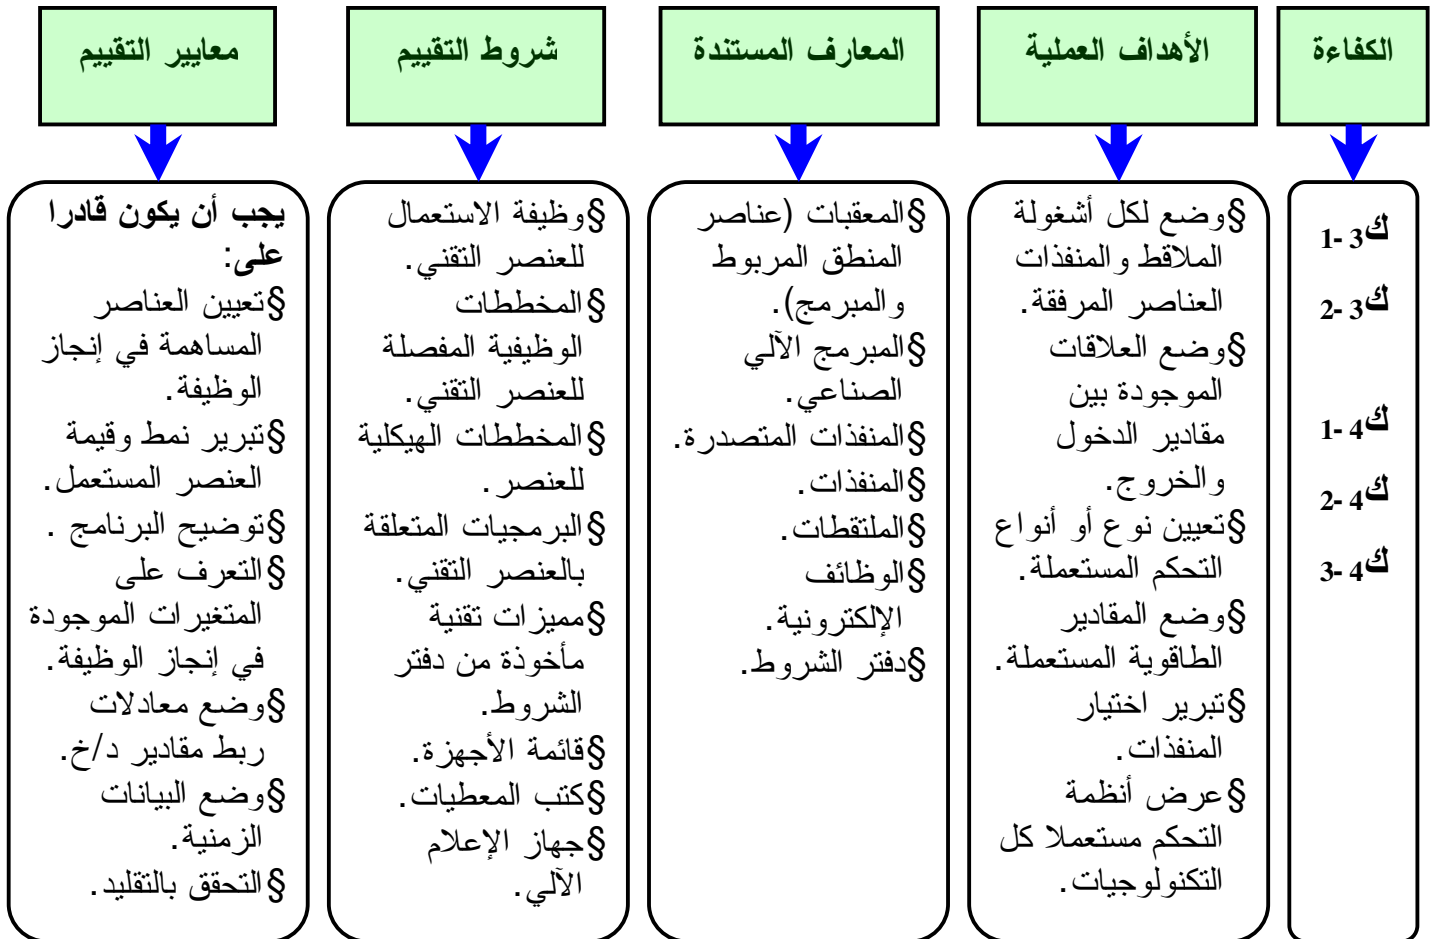 الكفاءة
الأهداف العملية
المعارف المستندة
شروط التقييم
معايير التقييم
ك3 -1
ك3 -2
ك4 -1
ك4 -2
ك4 -3
§وضع لكل أشغولة
الملاقط والمنفذات
العناصر المرفقة.
§وضع العلاقات
الموجودة بين
مقادير الدخول
والخروج.
§تعيين نوع أو أنواع
التحكم المستعملة.
§وضع المقادير
الطاقوية المستعملة.
§تبرير اختيار
المنفذات.
§عرض أنظمة
التحكم مستعملا كل
التكنولوجيات.
§المعقبات (عناصر
المنطق المربوط
والمبرمج).
§المبرمج الآلي
الصناعي.
§المنفذات المتصدرة.
§المنفذات.
§الملتقطات.
§الوظائف
الإلكترونية.
§دفتر الشروط.
§وظيفة الاستعمال
للعنصر التقني.
§المخططات
الوظيفية المفصلة
للعنصر التقني.
§المخططات الهيكلية
للعنصر.
§البرمجيات المتعلقة
بالعنصر التقني.
§مميزات تقنية
مأخوذة من دفتر
الشروط.
§قائمة الأجهزة.
§كتب المعطيات.
§جهاز الإعلام
الآلي.
يجب أن يكون قادرا
على:
§تعيين العناصر
المساهمة في إنجاز
الوظيفة.
§تبرير نمط وقيمة
العنصر المستعمل.
§توضيح البرنامج .
§التعرف على
المتغيرات الموجودة
في إنجاز الوظيفة.
§وضع معادلات
ربط مقادير د/خ.
§وضع البيانات
الزمنية.
§التحقق بالتقليد.